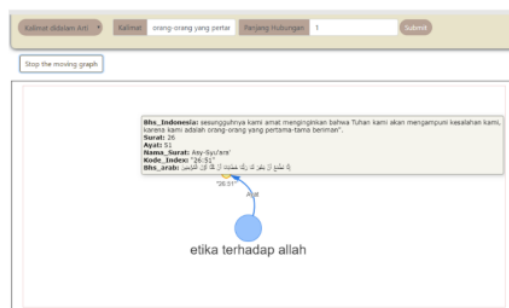 Kalimat didalam Arti
Kalimat orang-orang yang pertar
Panjang Hubungan 1
Submit
Stop the moving graph
Bhs_Indonesia: sesungguhnya kami amat menginginkan bahwa Tuhan kami akan mengampuni kesalahan kami,
karena kami adalah orang-orang yang pertama-tama beriman".
Surat: 26
Ayat: 51
Nama_Surat: Asy-Syu'ara'
Kode_Index: "26:51"
Bhs_arab:
"26:51"
Ayat
etika terhadap allah